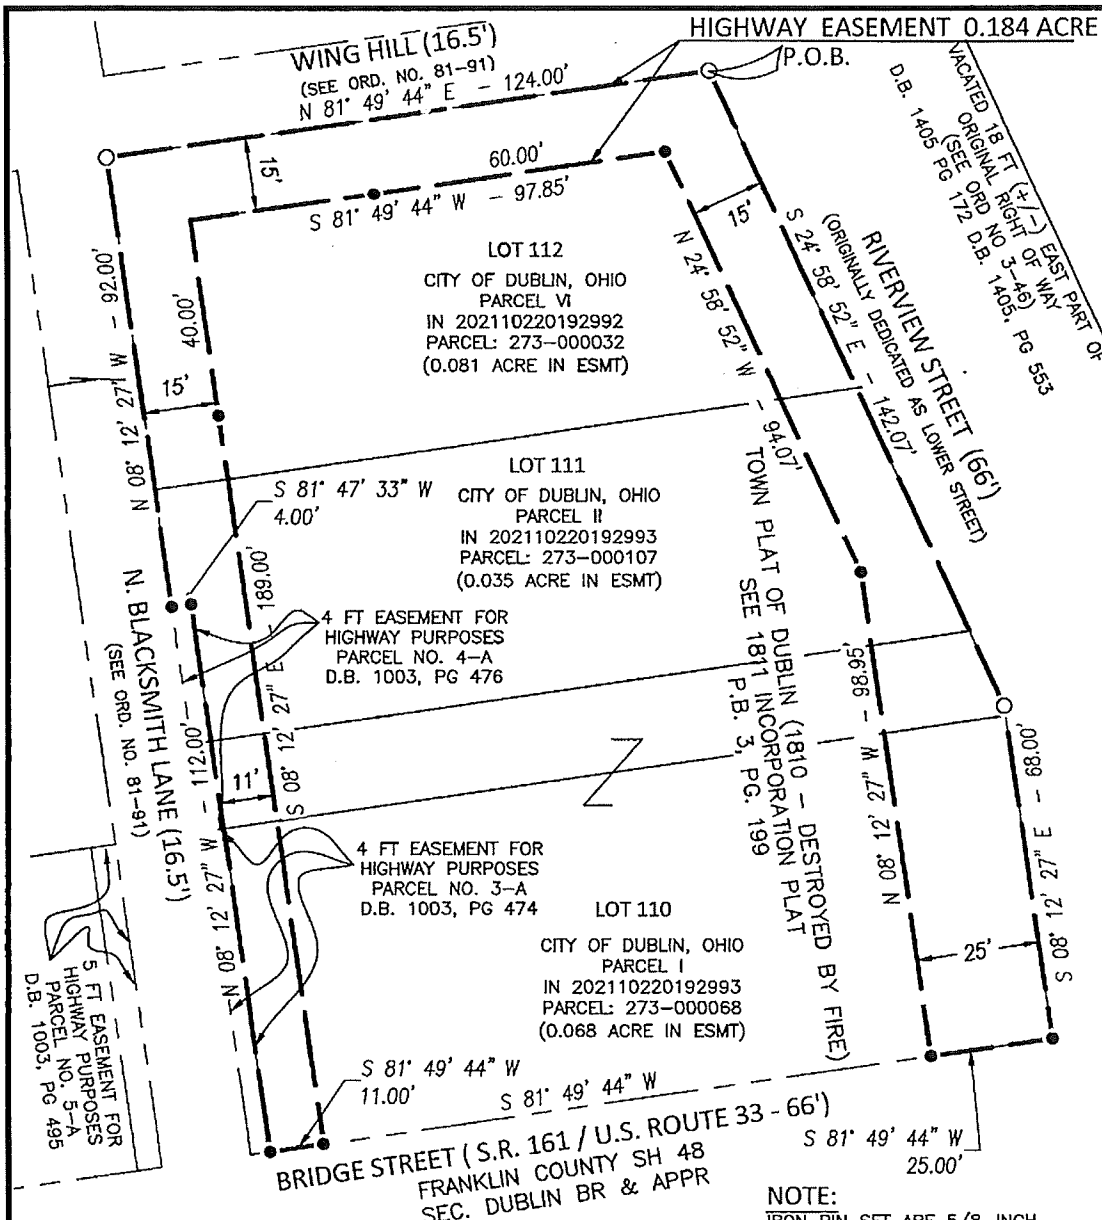 HIGHWAY EASEMENT 0.184 ACRE
P.O.B.
WING HILL (16.5')
(SEE ORD. NO. 81-91)
N 81° 49' 44" E - 124.00'
VACATED 18 FT (+/-) EAST PART OF
ORIGINAL RIGHT OF WAY
(SEE ORD NO 3-46)
D.B. 1405 PG 172 D.B. 1405, PG 553
15'
60.00'
S 81° 49' 44" W - 97.85'
15'
N 08° 12' 27" W - 92.00'
40.00'
15'
LOT 112
CITY OF DUBLIN, OHIO
PARCEL VI
IN 202110220192992
PARCEL: 273-000032
(0.081 ACRE IN ESMT)
N 24° 58' 52" W - 94.07'
S 24° 58' 52" E - 142.07'
RIVERVIEW STREET (66')
(ORIGINALLY DEDICATED AS LOWER STREET)
LOT 111
CITY OF DUBLIN, OHIO
PARCEL II
IN 202110220192993
PARCEL: 273-000107
(0.035 ACRE IN ESMT)
S 81° 47' 33" W
4.00'
S 08° 12' 27" E - 189.00'
4 FT EASEMENT FOR
HIGHWAY PURPOSES
PARCEL NO. 4-A
D.B. 1003, PG 476
N. BLACKSMITH LANE (16.5')
(SEE ORD. NO. 81-91)
TOWN PLAT OF DUBLIN (1810 - DESTROYED BY FIRE)
SEE 1811 INCORPORATION PLAT
P.B. 3, PG. 199
N 08° 12' 27" W - 98.95'
S 08° 12' 27" E - 68.00'
N 08° 12' 27" W - 112.00'
11'
Z
4 FT EASEMENT FOR
HIGHWAY PURPOSES
PARCEL NO. 3-A
D.B. 1003, PG 474
LOT 110
CITY OF DUBLIN, OHIO
PARCEL I
IN 202110220192993
PARCEL: 273-000068
(0.068 ACRE IN ESMT)
25'
5 FT EASEMENT FOR
HIGHWAY PURPOSES
PARCEL NO. 5-A
D.B. 1003, PG 495
S 81° 49' 44" W
11.00'
S 81° 49' 44" W
S 81° 49' 44" W
25.00'
BRIDGE STREET ( S.R. 161 / U.S. ROUTE 33 - 66')
FRANKLIN COUNTY SH 48
SEC. DUBLIN BR & APPR
NOTE:
IRON PIN SET ARE 5/8 INCH